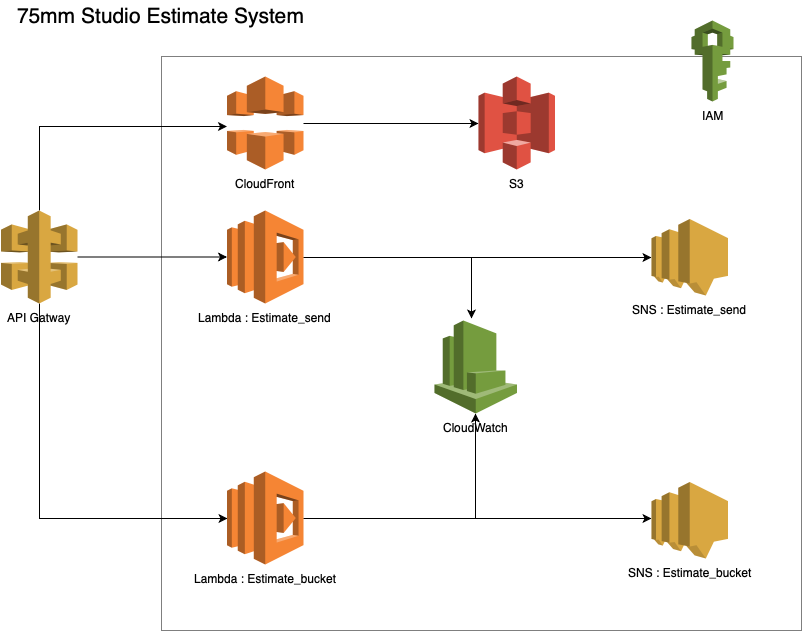 75mm Studio Estimate System
IAM
CloudFront
S3
API Gatway
Lambda : Estimate_send
SNS : Estimate_send
CloudWatch
Lambda : Estimate_bucket
SNS : Estimate_bucket